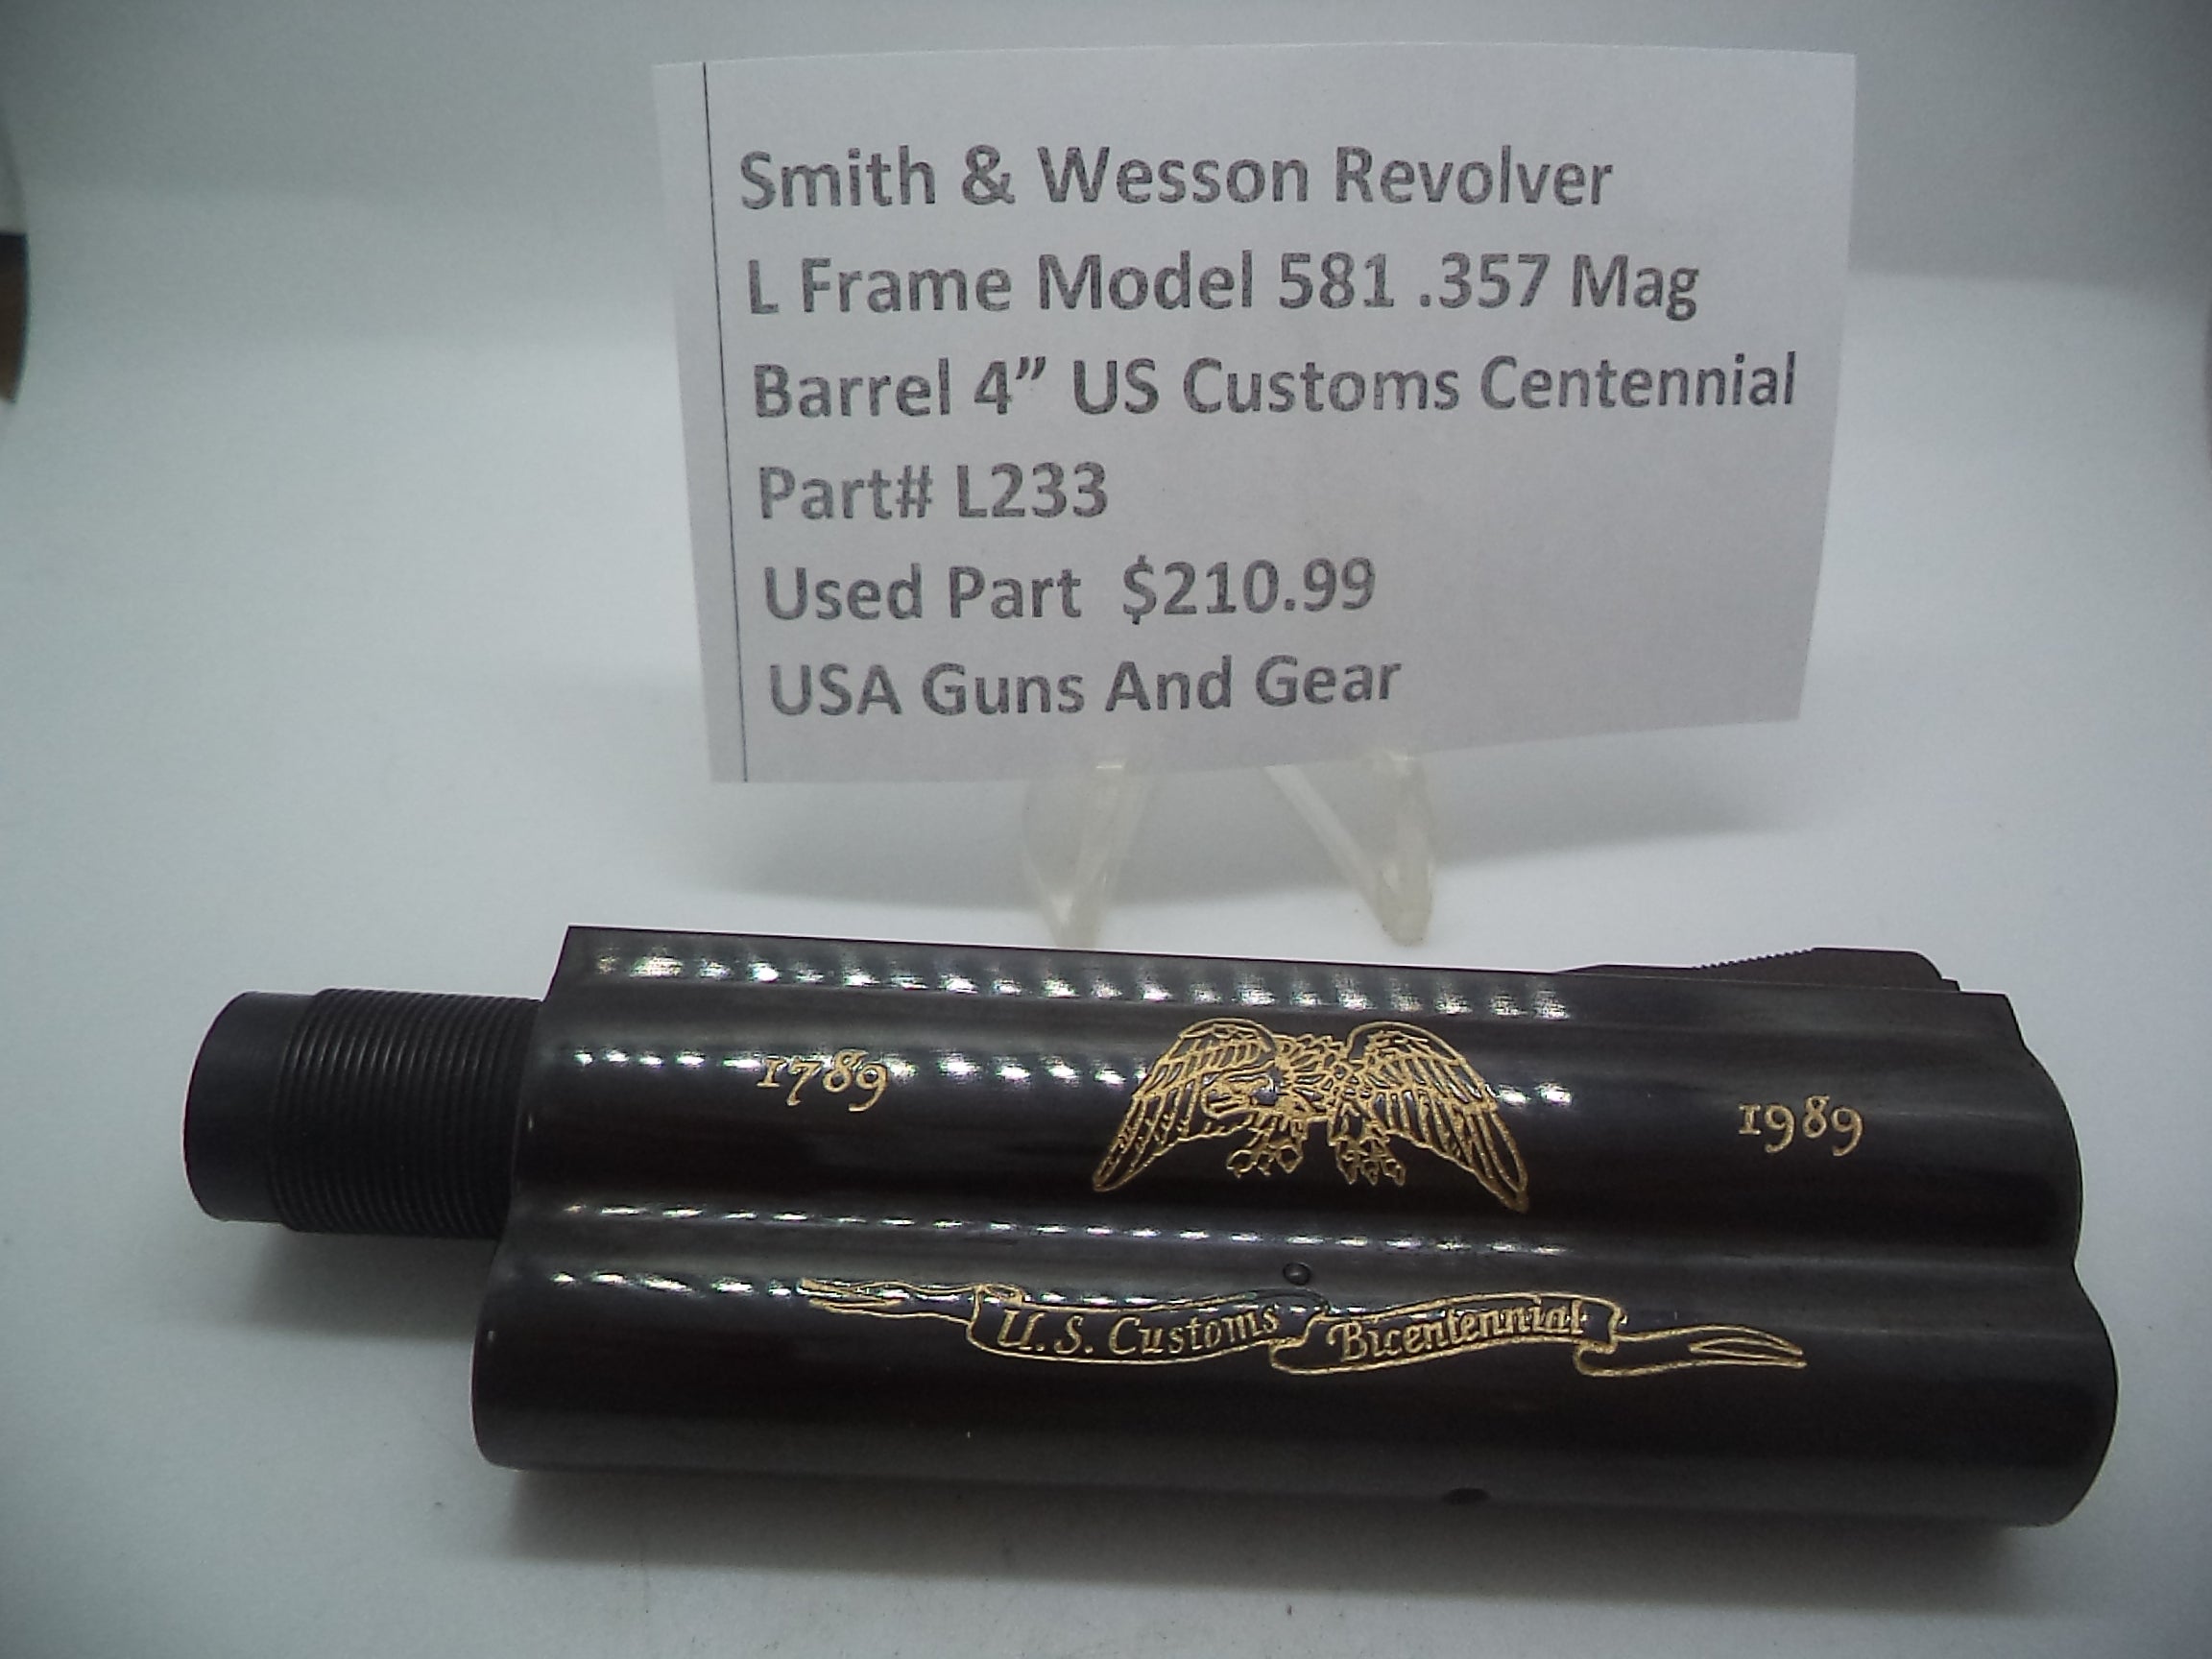 Smith & Wesson Revolver
L Frame Model 581 .357 Mag
Barrel 4” US Customs Centennial
Part# L233
Used Part $210.99
USA Guns And Gear
1789 1989
U.S. Customs Bicentennial